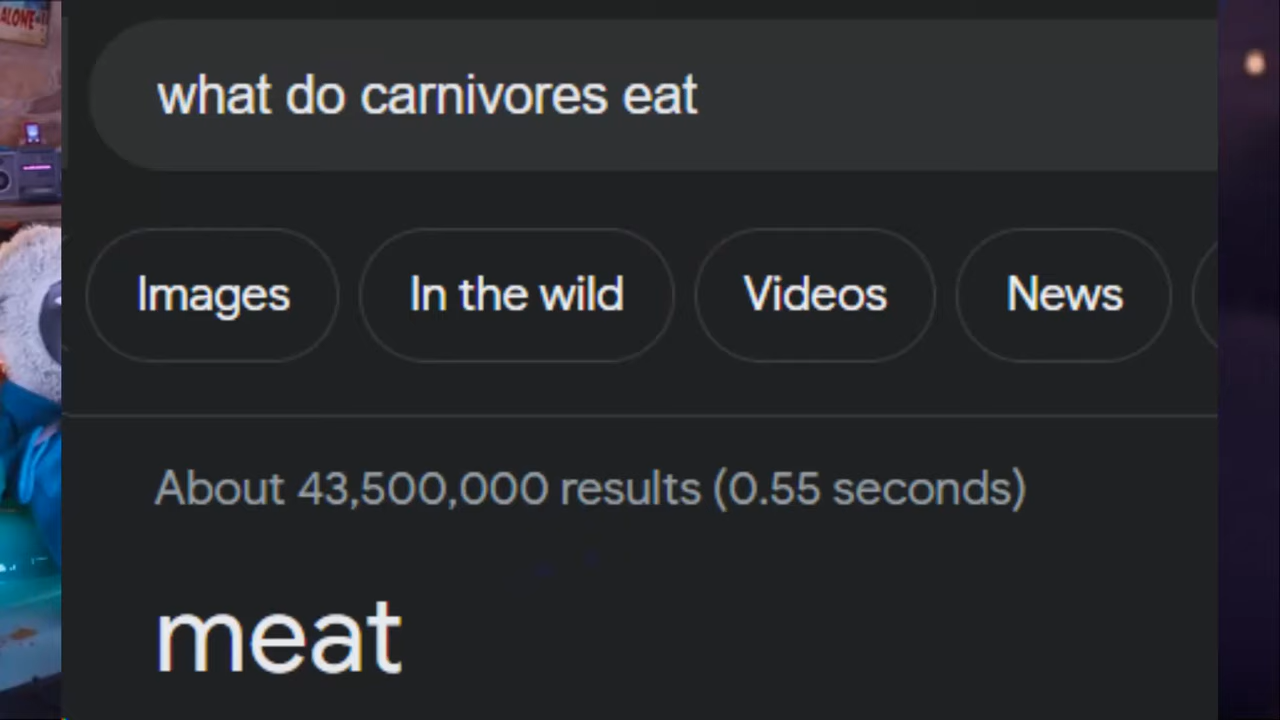 ALONE
what do carnivores eat
Images
In the wild
Videos
News
About 43,500,000 results (0.55 seconds)
meat